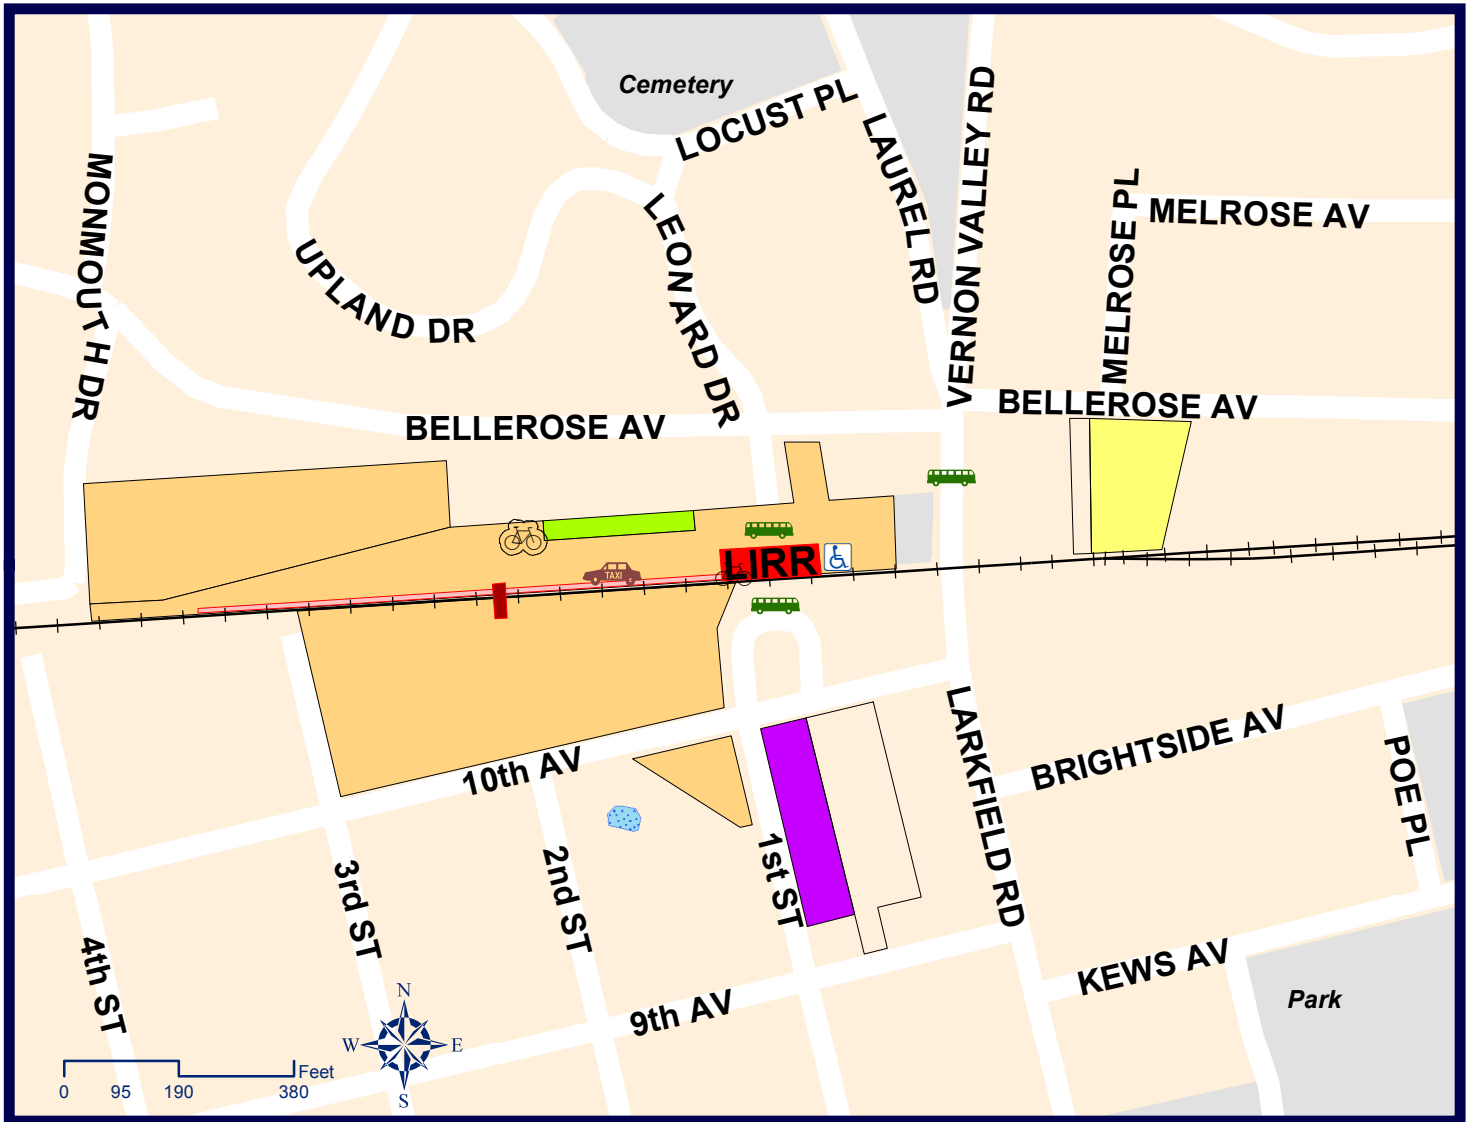 Cemetery
LOCUST PL
LAUREL RD
VERNON VALLEY RD
MONMOUT H DR
UPLAND DR
LEONARD DR
MELROSE PL
MELROSE AV
BELLEROSE AV
BELLEROSE AV
TAXI
LIRR
10th AV
LARKFIELD RD
BRIGHTSIDE AV
POE PL
3rd ST
2nd ST
1st ST
4th ST
9th AV
KEWS AV
Park
N
W E
S
Feet
0 95 190 380